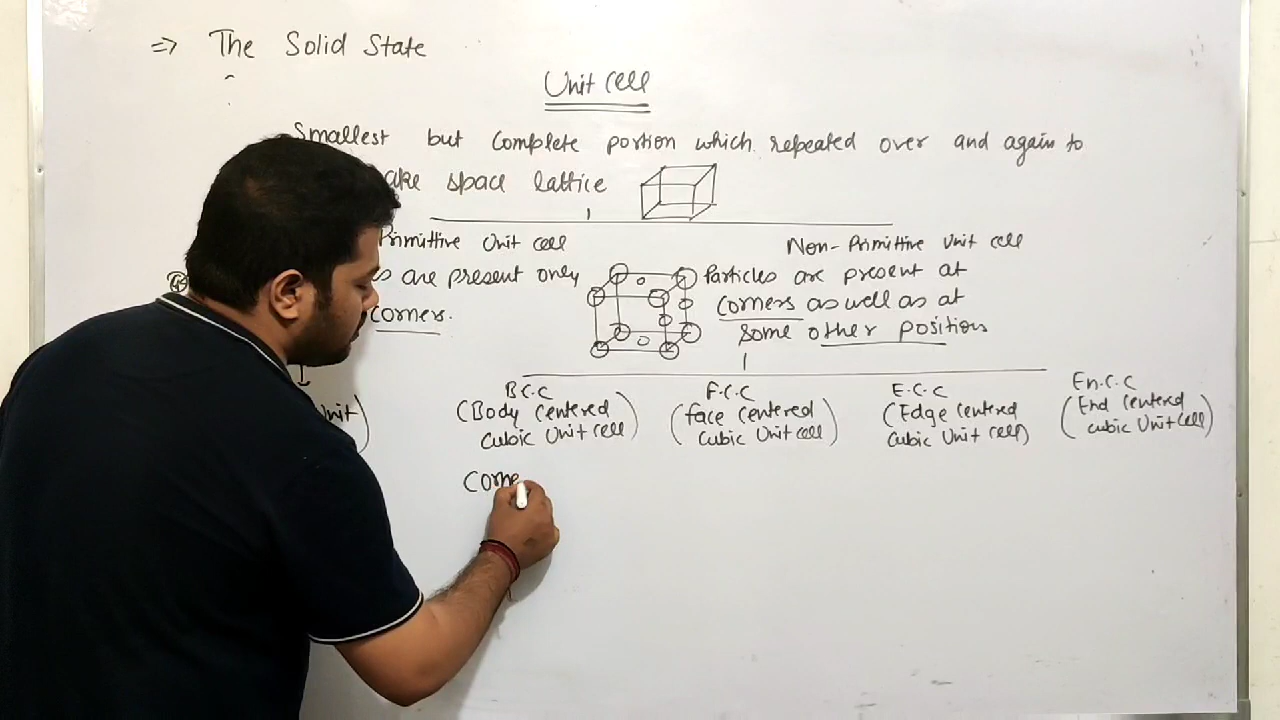 ⇒ The Solid State
Unit cell
Smallest but complete portion which repeated over and again to
ake space lattice
Primittive Unit cell
s are present only
corners.
Non-Primittive Unit cell
Particles are present at
corners as well as at
some other position
Unit)
B.C.C
(Body centered
cubic Unit cell)
F.C.C
(face centered
cubic Unit cell)
E.C.C
(Edge centered
cubic Unit cell)
En.C.C
(End centered
cubic Unit cell)
Corne